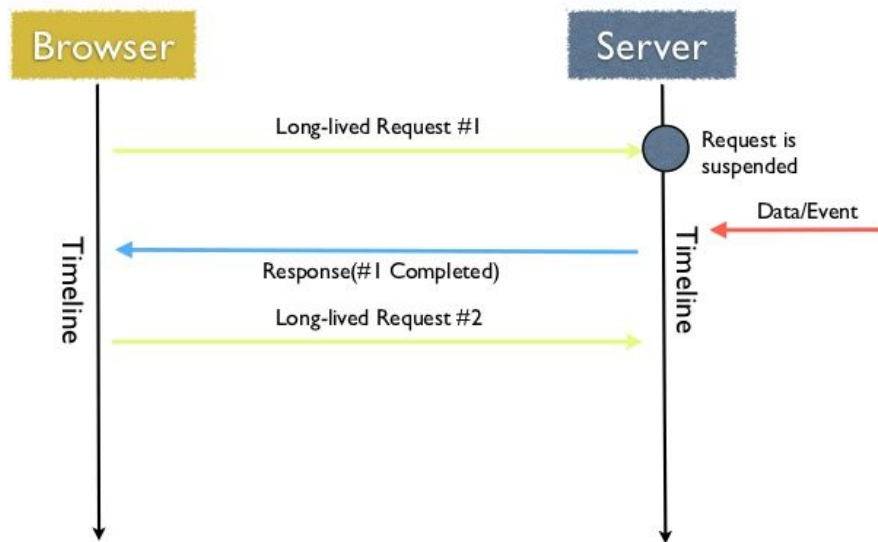 Browser
Server
Long-lived Request #1
Request is
suspended
Data/Event
Timeline
Timeline
Response(#1 Completed)
Long-lived Request #2